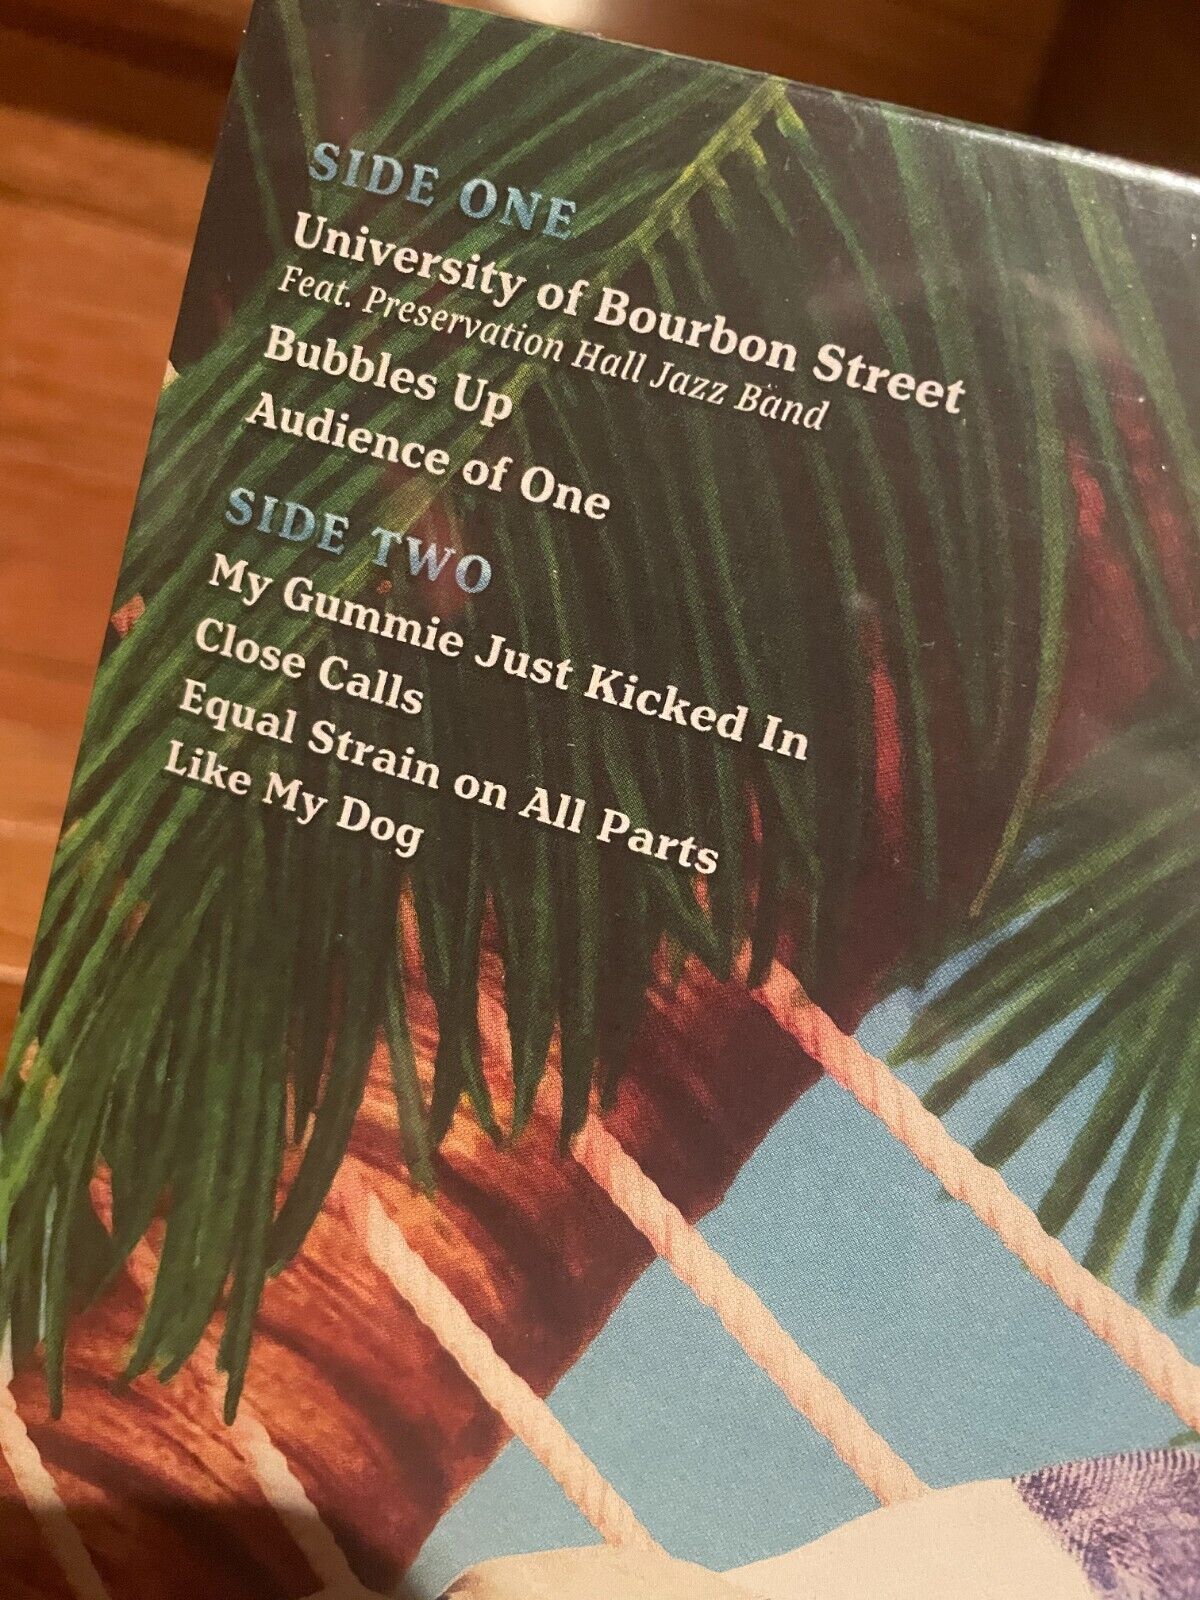 SIDE ONE
University of Bourbon Street
Feat. Preservation Hall Jazz Band
Bubbles Up
Audience of One
SIDE TWO
My Gummie Just Kicked In
Close Calls
Equal Strain on All Parts
Like My Dog